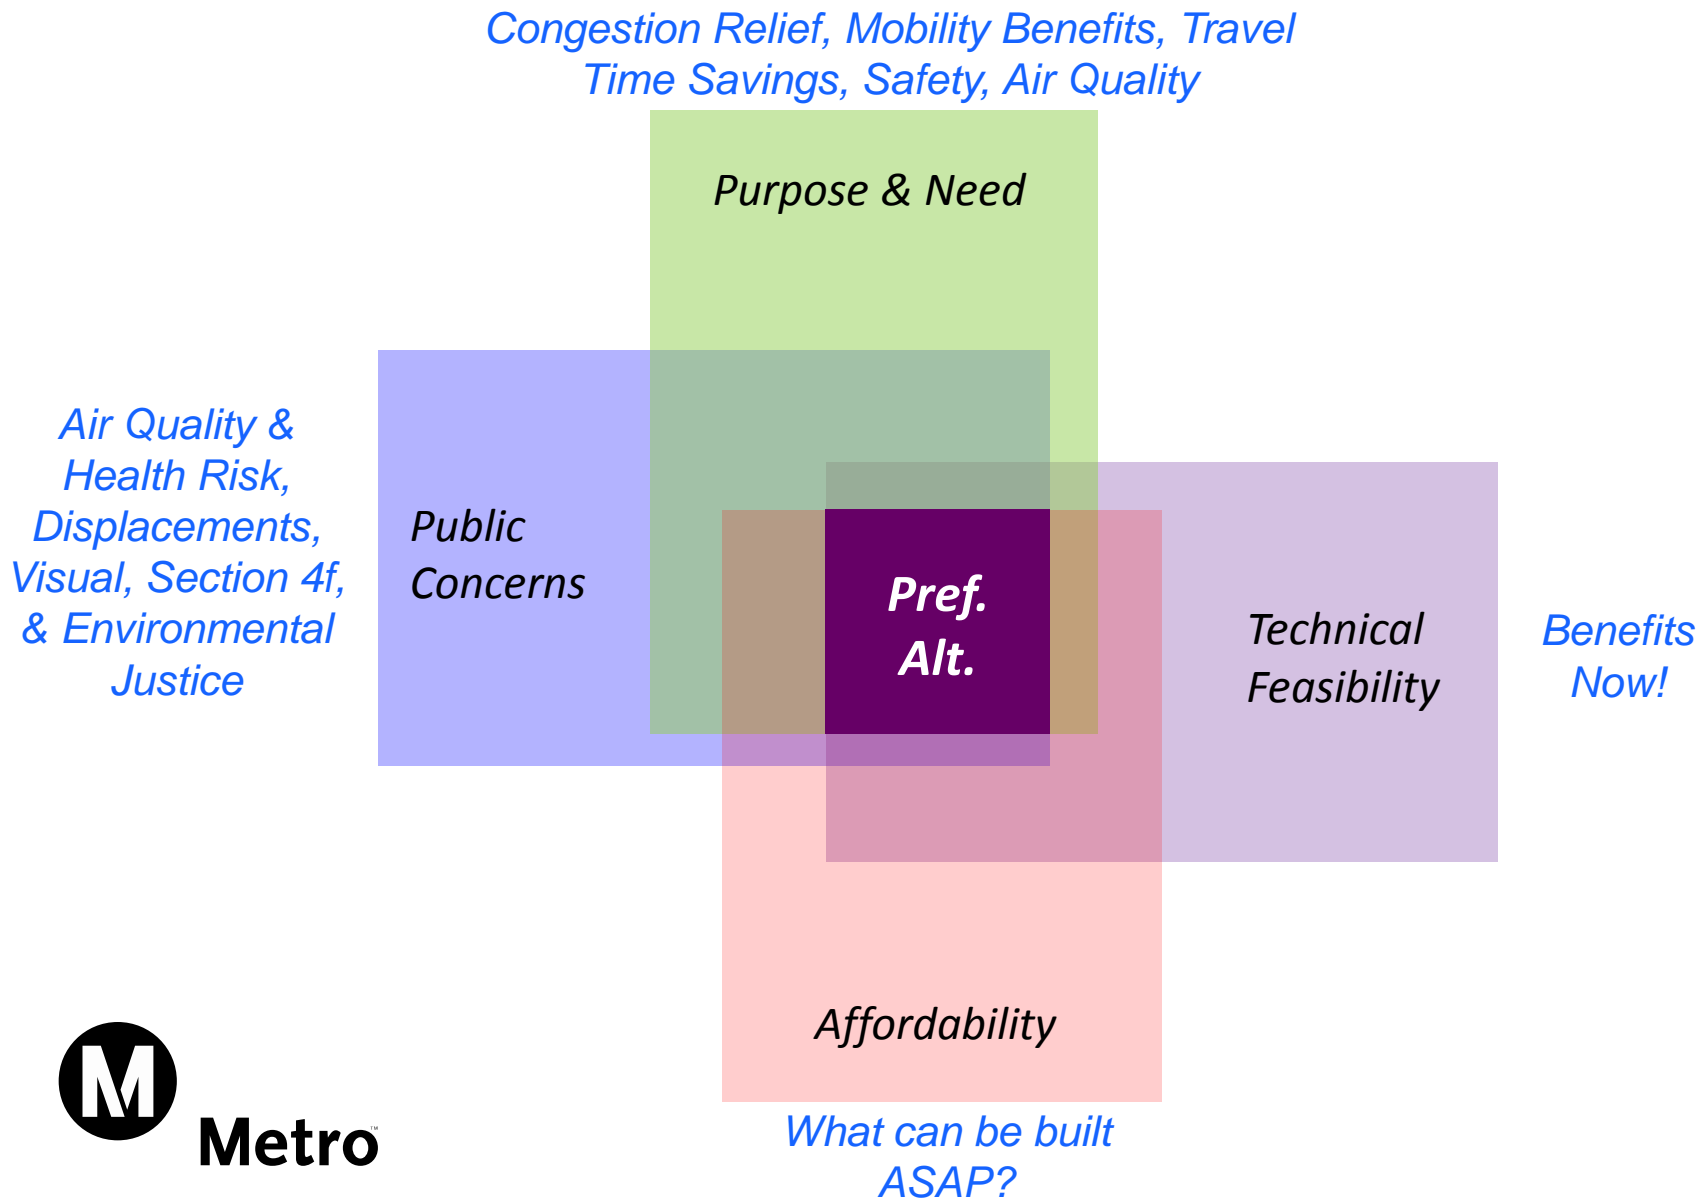 Congestion Relief, Mobility Benefits, Travel
Time Savings, Safety, Air Quality
Purpose & Need
Air Quality &
Health Risk,
Displacements,
Visual, Section 4f,
& Environmental
Justice
Public
Concerns
Pref.
Alt.
Technical
Feasibility
Benefits
Now!
Affordability
What can be built
ASAP?
M
Metro™